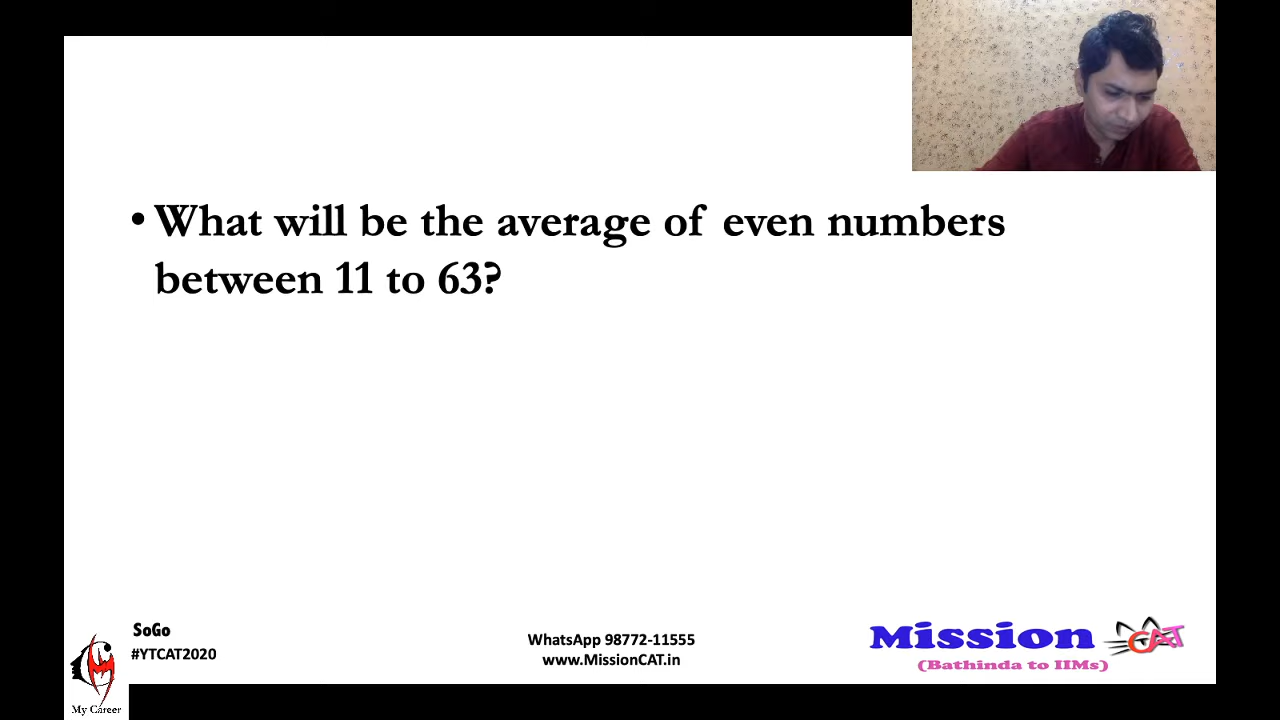 • What will be the average of even numbers
between 11 to 63?
SoGo
#YTCAT2020
WhatsApp 98772-11555
www.MissionCAT.in
Mission CAT
(Bathinda to IIMs)
My Career